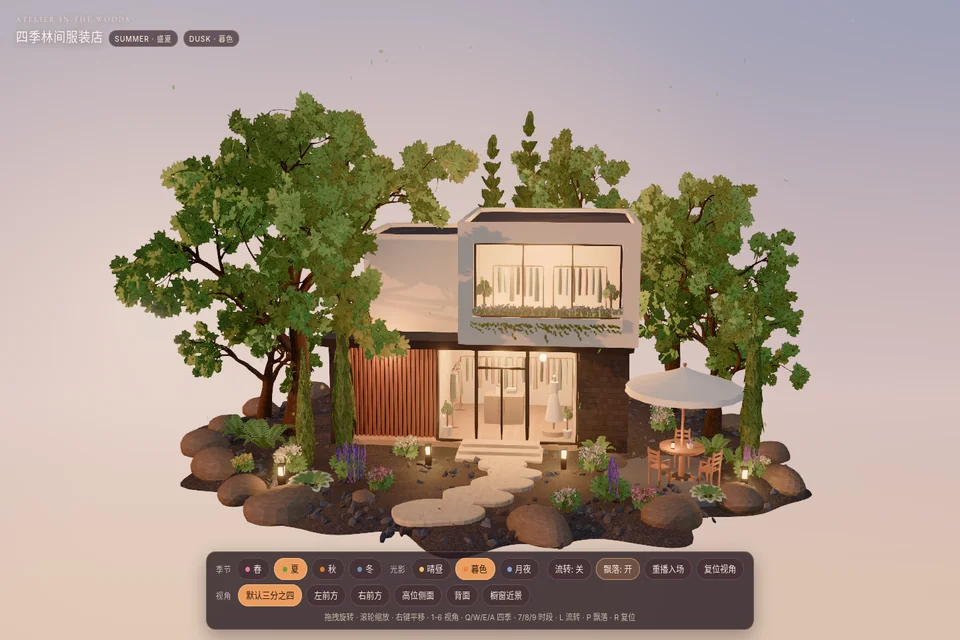 ATELIER IN THE WOODS
四季林间服装店 SUMMER · 盛夏 DUSK · 暮色
季节 春 夏 秋 冬 光影 晴昼 暮色 月夜 流转: 关 飘落: 开 重播入场 复位视角
视角 默认三分之四 左前方 右前方 高位侧面 背面 橱窗近景
拖拽旋转 · 滚轮缩放 · 右键平移 · 1-6 视角 · Q/W/E/A 四季 · 7/8/9 时段 · L 流转 · P 飘落 · R 复位